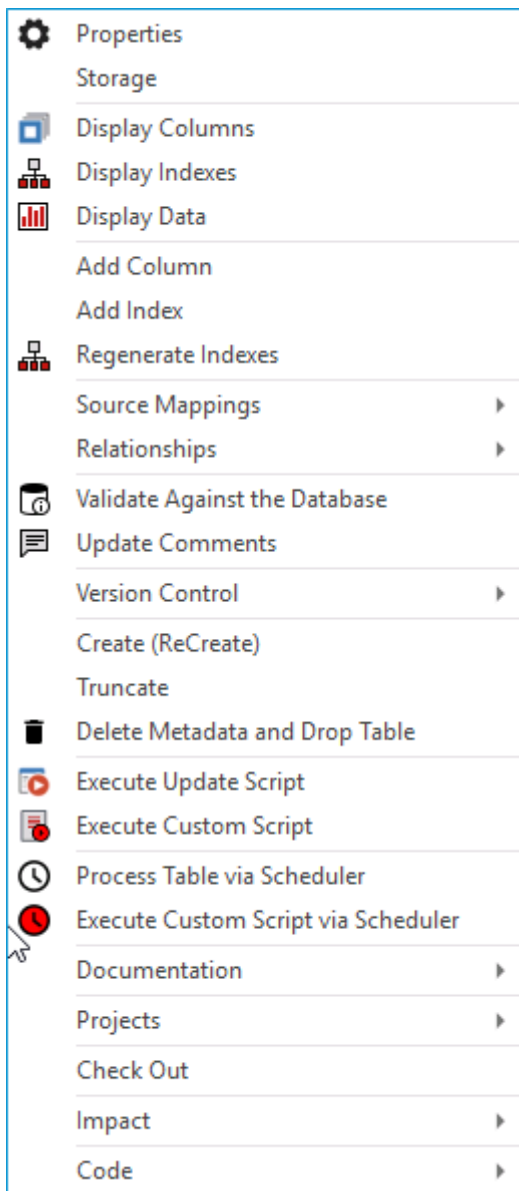 Properties
Storage
Display Columns
Display Indexes
Display Data
Add Column
Add Index
Regenerate Indexes
Source Mappings
Relationships
Validate Against the Database
Update Comments
Version Control
Create (ReCreate)
Truncate
Delete Metadata and Drop Table
Execute Update Script
Execute Custom Script
Process Table via Scheduler
Execute Custom Script via Scheduler
Documentation
Projects
Check Out
Impact
Code